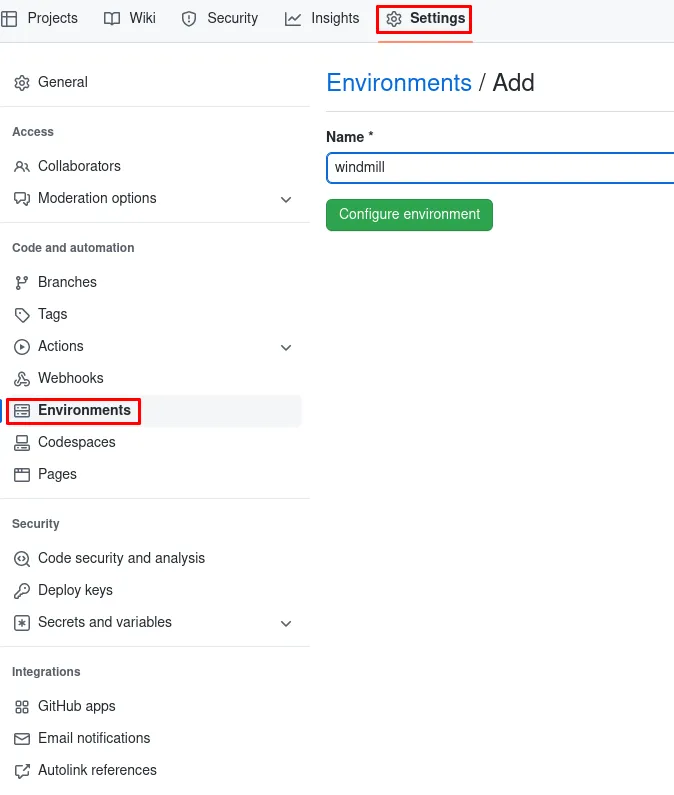 Projects Wiki Security Insights Settings
General
Access
Collaborators
Moderation options
Code and automation
Branches
Tags
Actions
Webhooks
Environments
Codespaces
Pages
Security
Code security and analysis
Deploy keys
Secrets and variables
Integrations
GitHub apps
Email notifications
Autolink references
Environments / Add
Name *
windmill
Configure environment